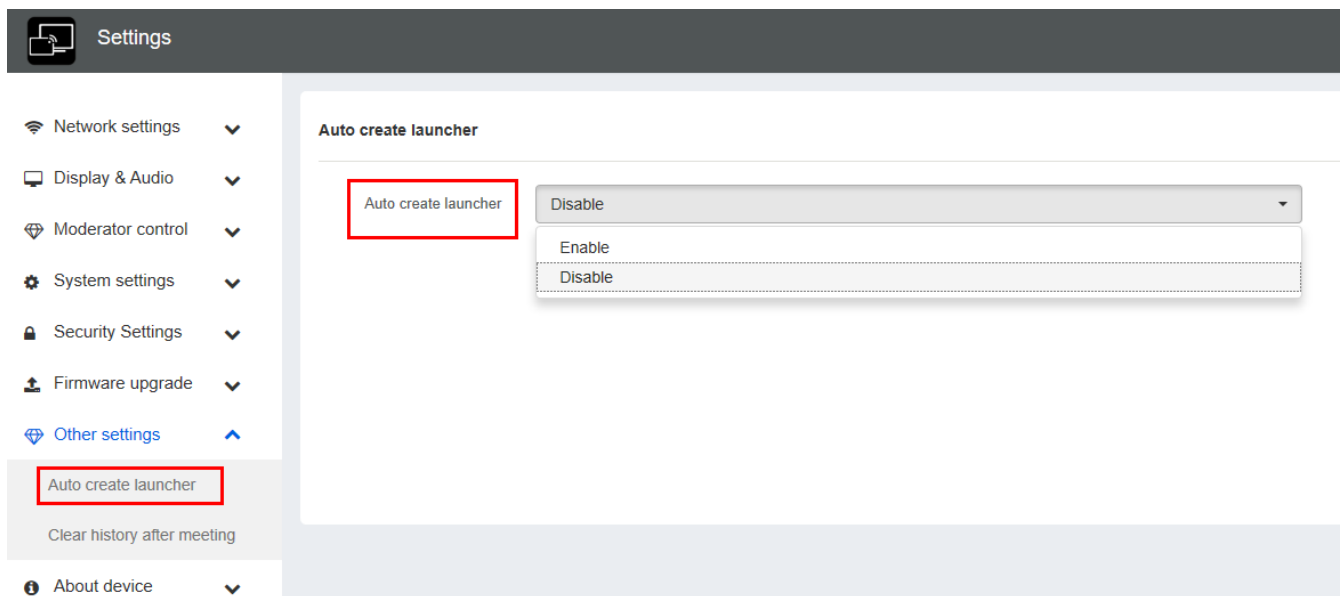 Settings
Network settings
Display & Audio
Moderator control
System settings
Security Settings
Firmware upgrade
Other settings
Auto create launcher
Clear history after meeting
About device
Auto create launcher
Auto create launcher
Disable
Enable
Disable